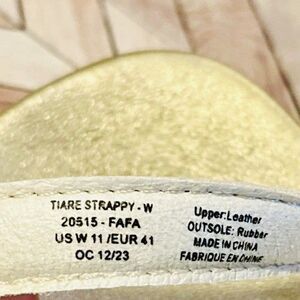 TIARE STRAPPY - W
20515 - FAFA
US W 11 /EUR 41
OC 12/23
Upper:Leather
OUTSOLE: Rubber
MADE IN CHINA
FABRIQUE EN CHINE